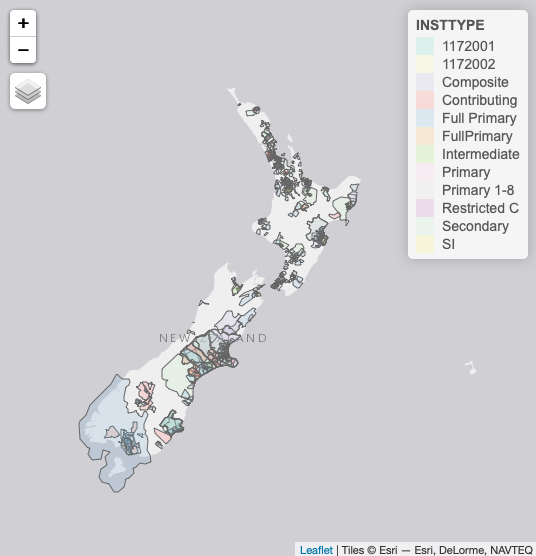 +
−
INSTTYPE
1172001
1172002
Composite
Contributing
Full Primary
FullPrimary
Intermediate
Primary
Primary 1-8
Restricted C
Secondary
SI
NEW ZEALAND
Leaflet | Tiles © Esri — Esri, DeLorme, NAVTEQ